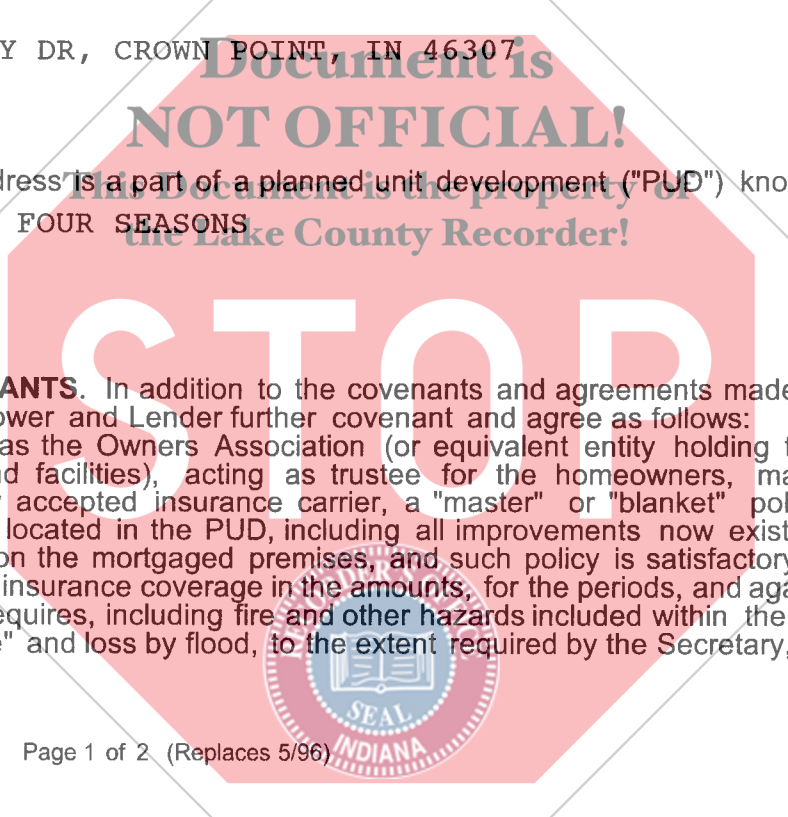 Y DR, CROWN POINT, IN 46307
Document is
NOT OFFICIAL!
dress is a part of a planned unit development ("PUD") kno
This Document is the property of
FOUR SEASONS
the Lake County Recorder!
STOP
ANTS. In addition to the covenants and agreements made
ower and Lender further covenant and agree as follows:
as the Owners Association (or equivalent entity holding t
nd facilities), acting as trustee for the homeowners, ma
accepted insurance carrier, a "master" or "blanket" pol
located in the PUD, including all improvements now exist
on the mortgaged premises, and such policy is satisfactory
insurance coverage in the amounts, for the periods, and aga
equires, including fire and other hazards included within the
e" and loss by flood, to the extent required by the Secretary,
RECORDER'S OFFICE
SEAL
INDIANA
Page 1 of 2 (Replaces 5/96)